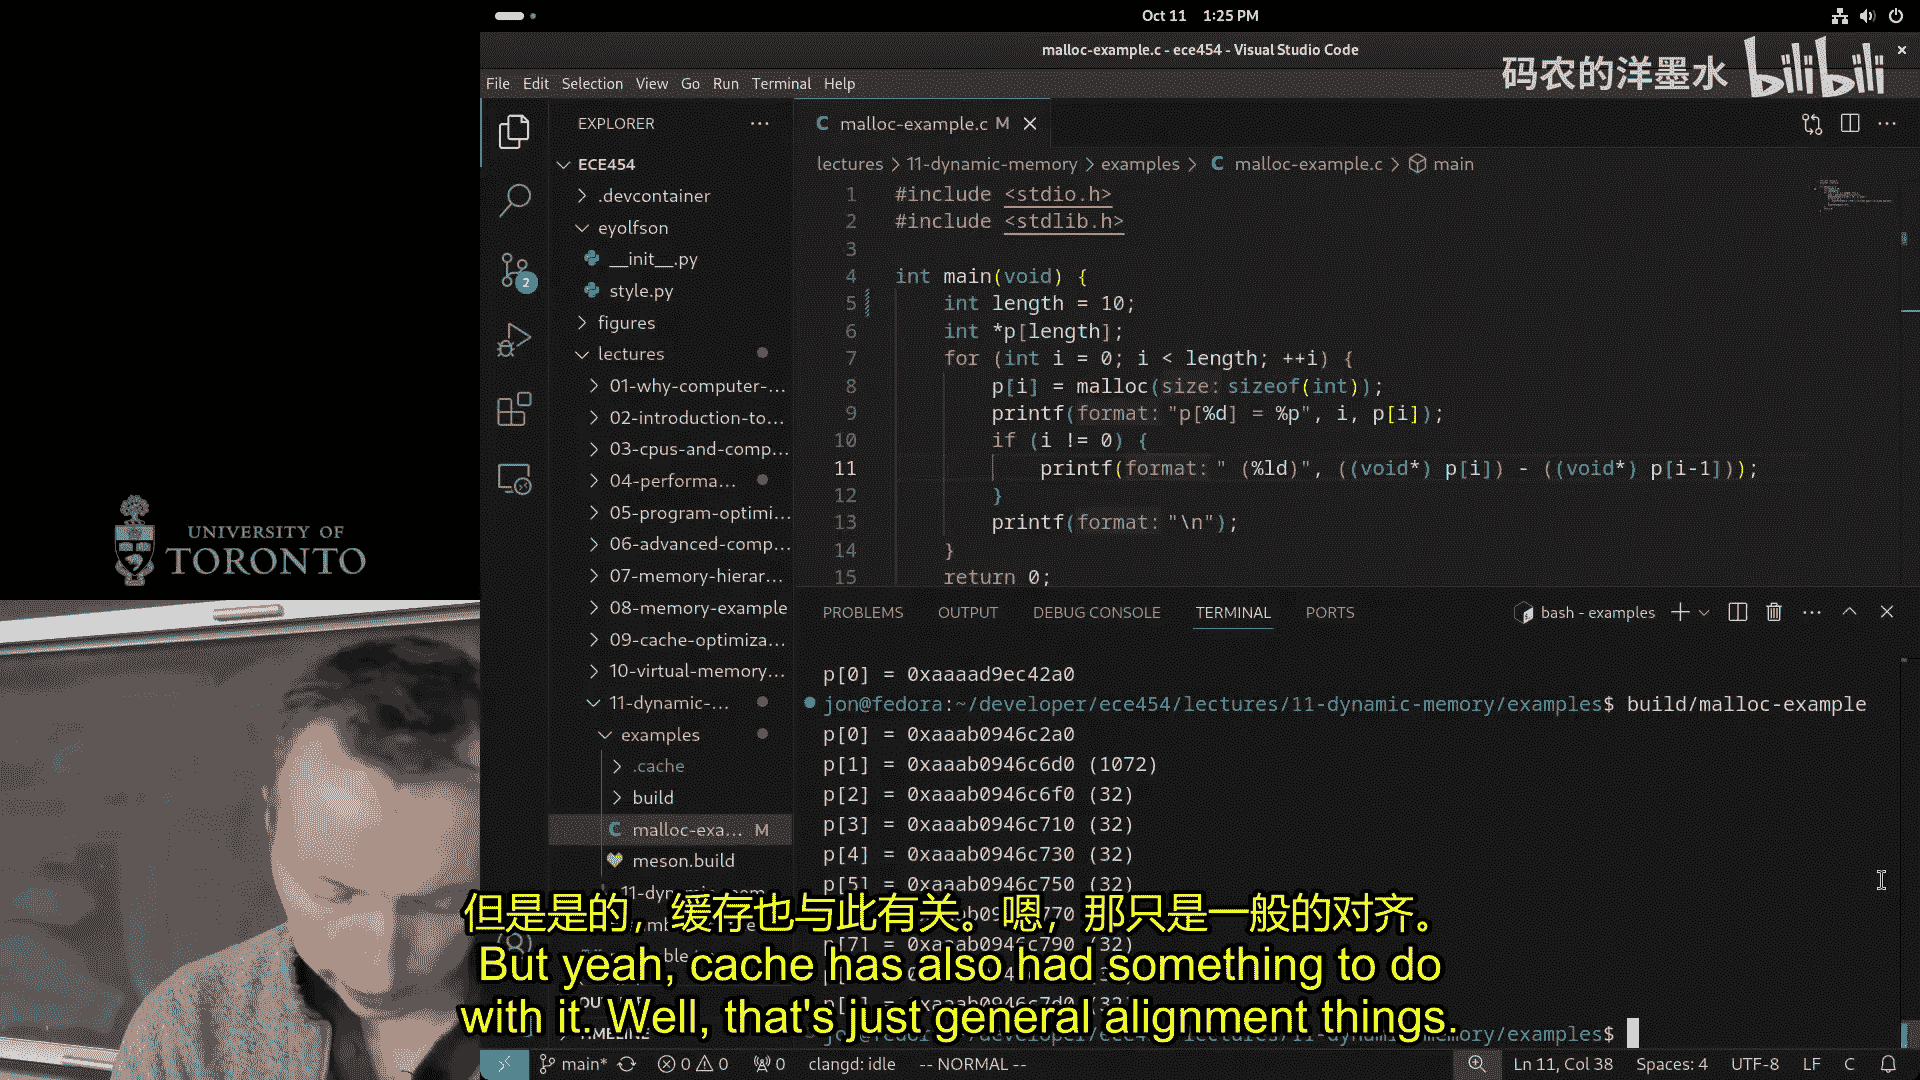 Oct 11 1:25 PM
malloc-example.c - ece454 - Visual Studio Code
码农的洋墨水 bilibili
File Edit Selection View Go Run Terminal Help
EXPLORER
malloc-example.c M
ECE454
lectures > 11-dynamic-memory > examples > C malloc-example.c > main
.devcontainer
eyolfson
__init__.py
style.py
figures
lectures
01-why-computer-...
02-introduction-to...
03-cpus-and-comp...
04-performa...
05-program-optimi...
06-advanced-comp...
07-memory-hierar...
08-memory-example
09-cache-optimiza...
10-virtual-memory...
11-dynamic-...
examples
.cache
build
malloc-exa... M
meson.build
1 #include <stdio.h>
2 #include <stdlib.h>
3
4 int main(void) {
5 int length = 10;
6 int *p[length];
7 for (int i = 0; i < length; ++i) {
8 p[i] = malloc(size: sizeof(int));
9 printf(format: "p[%d] = %p", i, p[i]);
10 if (i != 0) {
11 printf(format: " (%ld)", ((void*) p[i]) - ((void*) p[i-1]));
12 }
13 printf(format: "\n");
14 }
15 return 0;
UNIVERSITY OF
TORONTO
PROBLEMS OUTPUT DEBUG CONSOLE TERMINAL PORTS bash - examples
p[0] = 0xaaaad9ec42a0
jon@fedora:~/developer/ece454/lectures/11-dynamic-memory/examples$ build/malloc-example
p[0] = 0xaaab0946c2a0
p[1] = 0xaaab0946c6d0 (1072)
p[2] = 0xaaab0946c6f0 (32)
p[3] = 0xaaab0946c710 (32)
p[4] = 0xaaab0946c730 (32)
p[5] = 0xaaab0946c750 (32)
但是是的，缓存也与此有关。嗯，那只是一般的对齐。
But yeah, cache has also had something to do
with it. Well, that's just general alignment things.
TIMELINE
main* 0 0 0 clangd: idle -- NORMAL -- Ln 11, Col 38 Spaces: 4 UTF-8 LF C